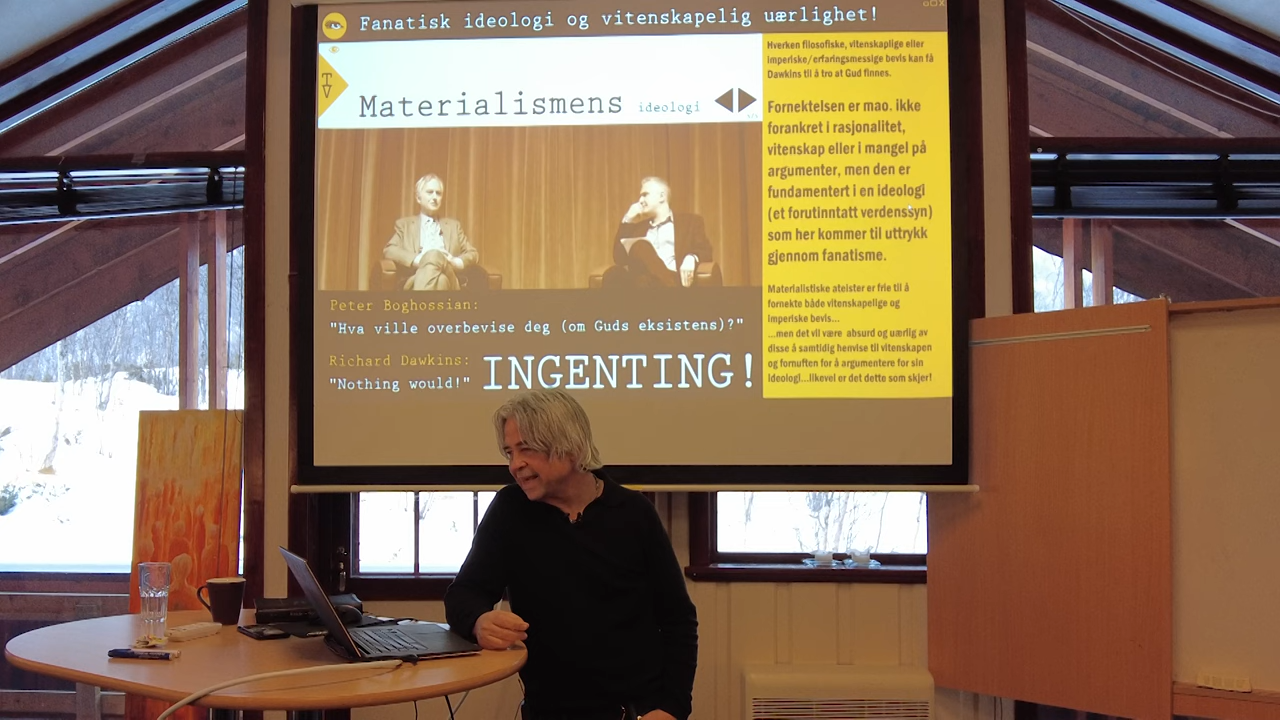 Fanatisk ideologi og vitenskapelig uærlighet!
TV
Materialismens ideologi
Peter Boghossian:
"Hva ville overbevise deg (om Guds eksistens)?"
Richard Dawkins:
"Nothing would!" INGENTING!
Hverken filosofiske, vitenskaplige eller
imperiske/erfaringsmessige bevis kan få
Dawkins til å tro at Gud finnes.
Fornektelsen er mao. ikke
forankret i rasjonalitet,
vitenskap eller i mangel på
argumenter, men den er
fundamentert i en ideologi
(et forutinntatt verdenssyn)
som her kommer til uttrykk
gjennom fanatisme.
Materialistiske ateister er frie til å
fornekte både vitenskapelige og
imperiske bevis...
...men det vil være absurd og uærlig av
disse å samtidig henvise til vitenskapen
og fornuften for å argumentere for sin
ideologi...likevel er det dette som skjer!